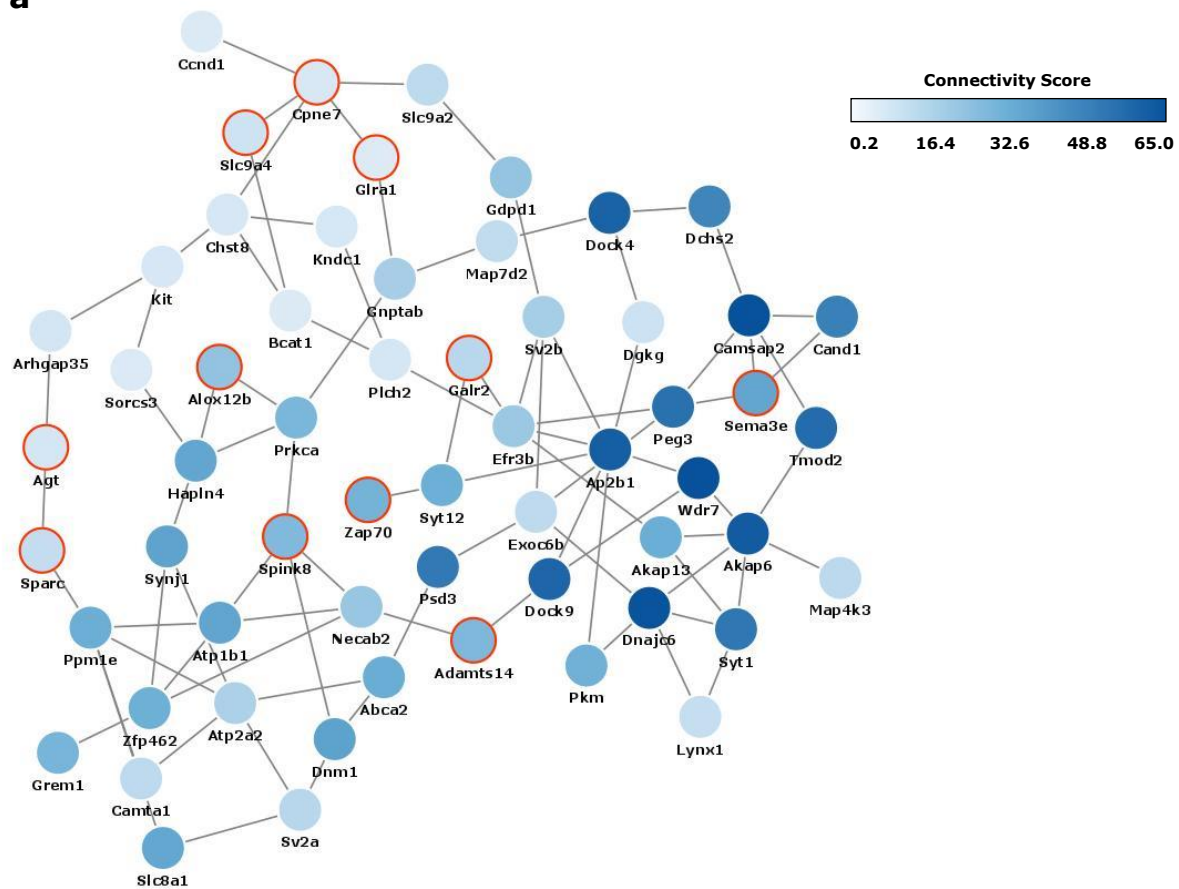 a
Ccnd1
Connectivity Score
Cpne7
Slc9a2
0.2 16.4 32.6 48.8 65.0
Slc9a4
Glra1
Gdpd1
Dchs2
Dock4
Chst8
Kndc1
Map7d2
Kit
Gnptab
Bcat1
Sv2b
Dgkg
Camsap2
Cand1
Arhgap35
Plch2
Galr2
Alox12b
Sorcs3
Sema3e
Peg3
Prkca
Efr3b
Tmod2
Agt
Ap2b1
Hapln4
Wdr7
Syt12
Zap70
Exoc6b
Akap6
Spink8
Akap13
Synj1
Sparc
Psd3
Dock9
Map4k3
Necab2
Dnajc6
Atp1b1
Ppm1e
Syt1
Adamts14
Pkm
Abca2
Atp2a2
Zfp462
Lynx1
Dnm1
Grem1
Camta1
Sv2a
Slc8a1